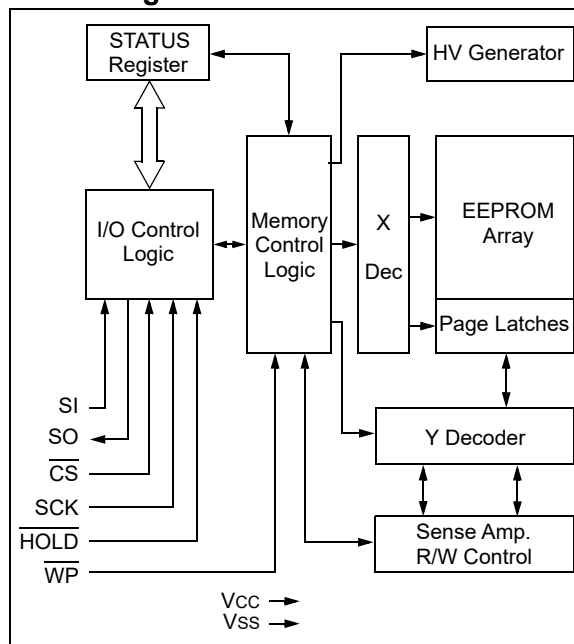 STATUS
Register
HV Generator
I/O Control
Logic
Memory
Control
Logic
X
Dec
EEPROM
Array
Page Latches
SI
SO
CS
SCK
HOLD
WP
Y Decoder
Sense Amp.
R/W Control
VCC
VSS